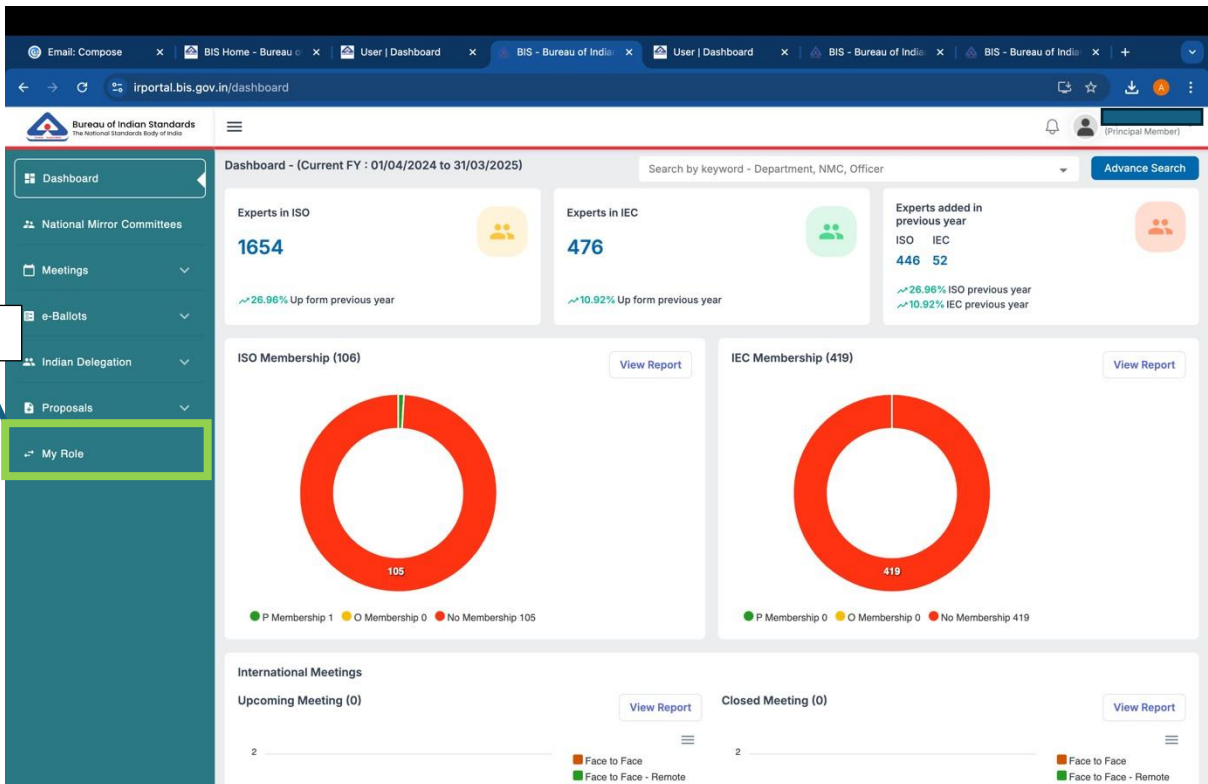 Email: Compose
BIS Home - Bureau o
User | Dashboard
BIS - Bureau of India
User | Dashboard
BIS - Bureau of India
BIS - Bureau of India
irportal.bis.gov.in/dashboard
A
Bureau of Indian Standards
The National Standards Body of India
(Principal Member)
Dashboard
National Mirror Committees
Meetings
e-Ballots
Indian Delegation
Proposals
My Role
Dashboard - (Current FY : 01/04/2024 to 31/03/2025)
Search by keyword - Department, NMC, Officer
Advance Search
Experts in ISO
1654
26.96% Up form previous year
Experts in IEC
476
10.92% Up form previous year
Experts added in
previous year
ISO IEC
446 52
26.96% ISO previous year
10.92% IEC previous year
ISO Membership (106)
View Report
105
P Membership 1 O Membership 0 No Membership 105
IEC Membership (419)
View Report
419
P Membership 0 O Membership 0 No Membership 419
International Meetings
Upcoming Meeting (0)
View Report
2
Face to Face
Face to Face - Remote
Closed Meeting (0)
View Report
2
Face to Face
Face to Face - Remote